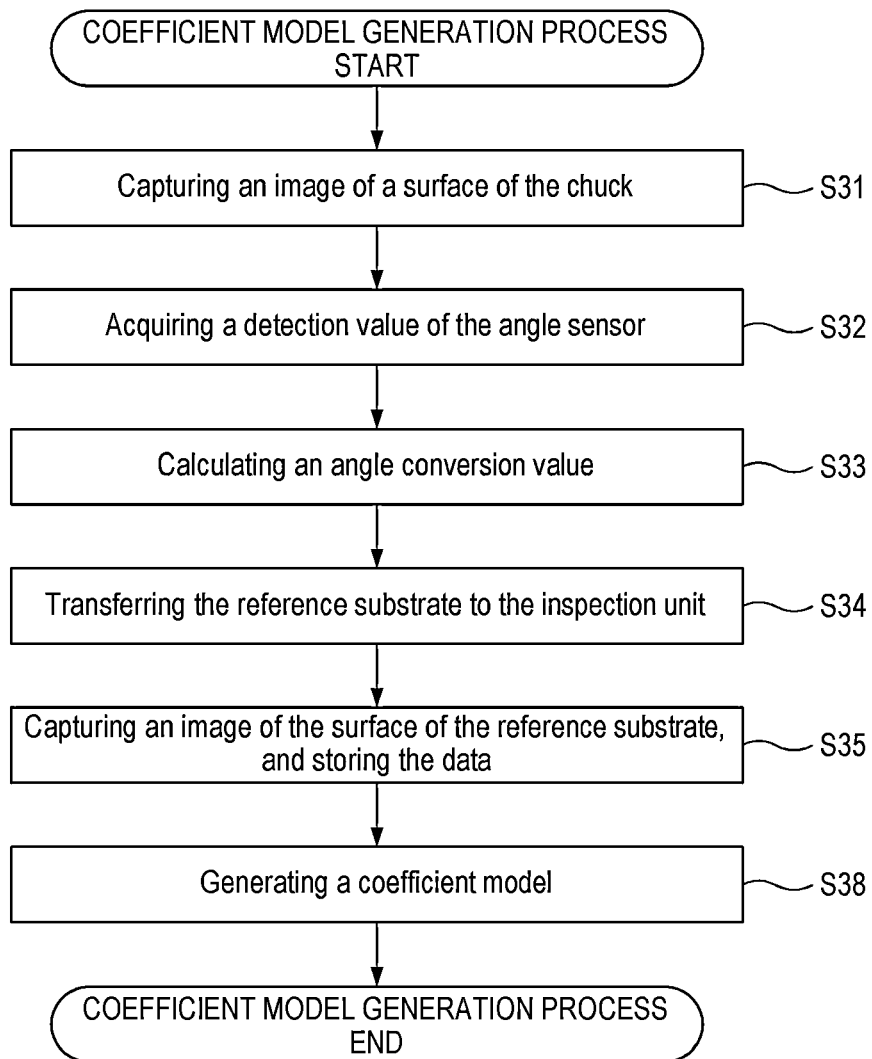 COEFFICIENT MODEL GENERATION PROCESS
START
Capturing an image of a surface of the chuck
S31
Acquiring a detection value of the angle sensor
S32
Calculating an angle conversion value
S33
Transferring the reference substrate to the inspection unit
S34
Capturing an image of the surface of the reference substrate,
and storing the data
S35
Generating a coefficient model
S38
COEFFICIENT MODEL GENERATION PROCESS
END